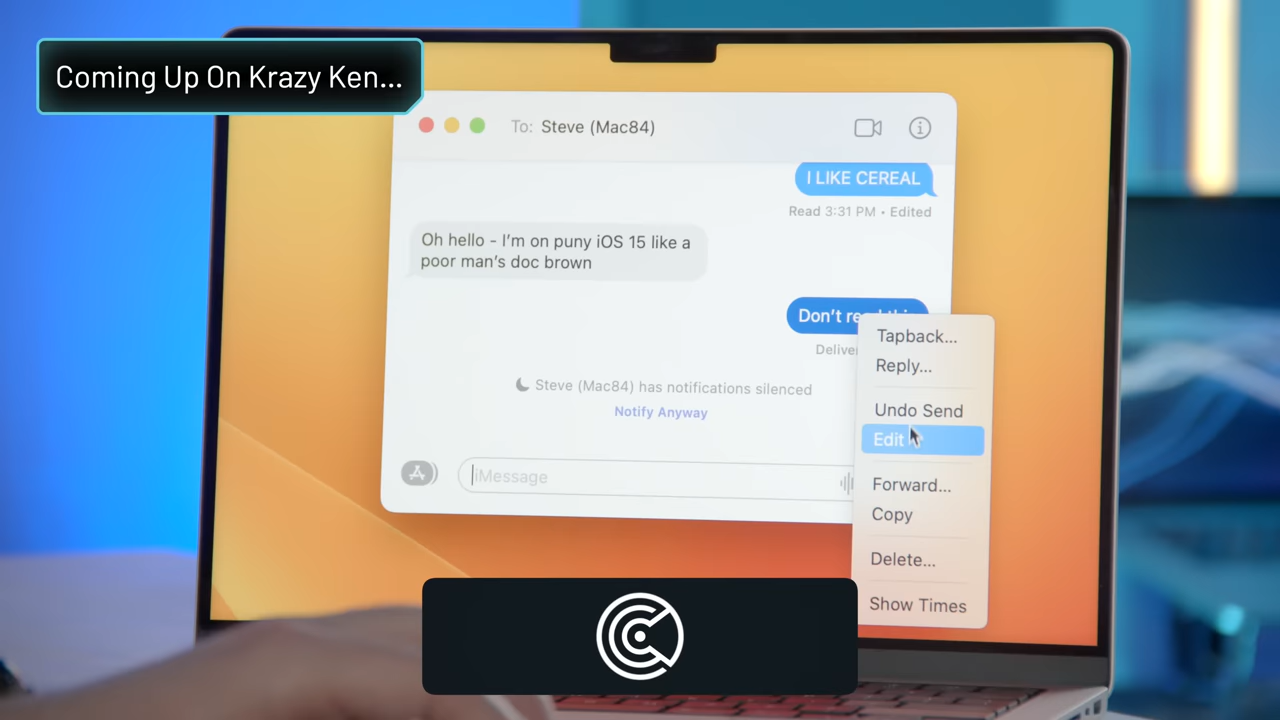 Coming Up On Krazy Ken...
To: Steve (Mac84)
I LIKE CEREAL
Read 3:31 PM • Edited
Oh hello - I'm on puny iOS 15 like a
poor man's doc brown
Don't
Steve (Mac84) has notifications silenced
Notify Anyway
iMessage
Tapback...
Reply...
Undo Send
Edit
Forward...
Copy
Delete...
Show Times